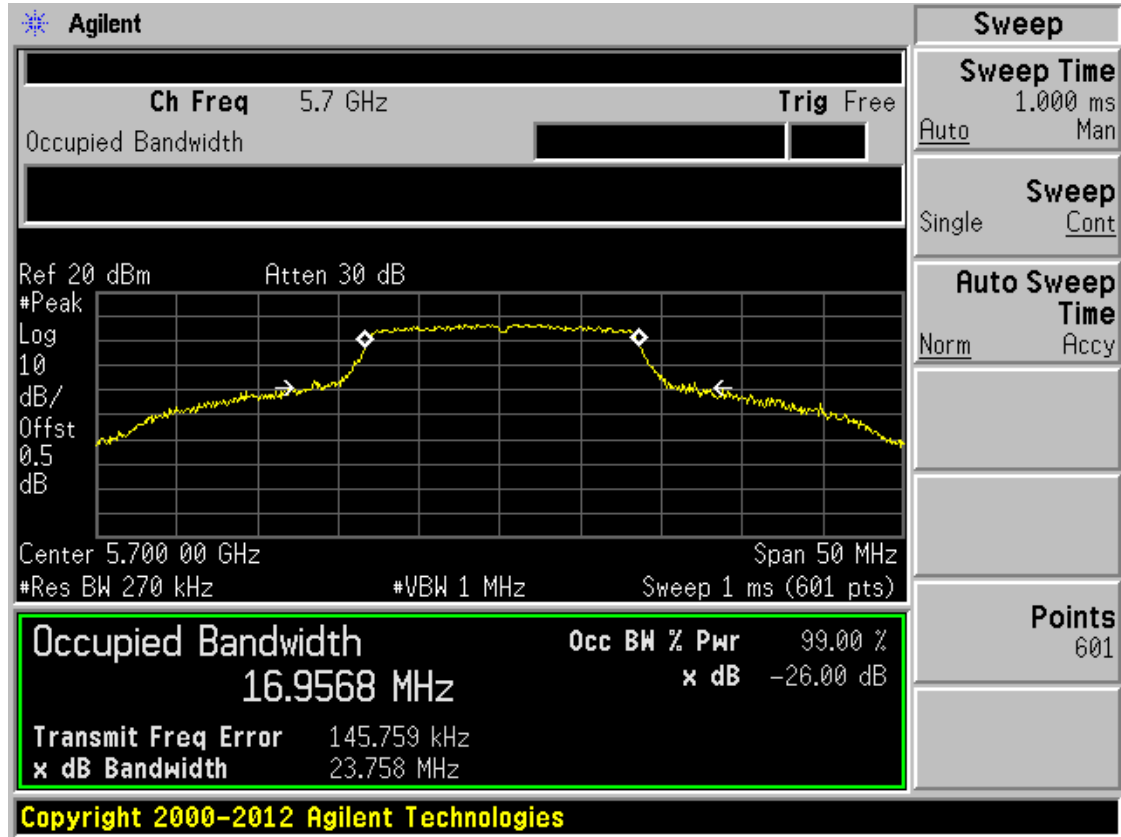 Agilent
Sweep
Ch Freq 5.7 GHz Trig Free
Occupied Bandwidth
Sweep Time
1.000 ms
Auto Man
Sweep
Single Cont
Auto Sweep
Time
Norm Accy
Points
601
Ref 20 dBm Atten 30 dB
#Peak
Log
10
dB/
Offst
0.5
dB
Center 5.700 00 GHz Span 50 MHz
#Res BW 270 kHz #VBW 1 MHz Sweep 1 ms (601 pts)
Occupied Bandwidth
16.9568 MHz
Occ BW % Pwr 99.00 %
x dB -26.00 dB
Transmit Freq Error 145.759 kHz
x dB Bandwidth 23.758 MHz
Copyright 2000-2012 Agilent Technologies